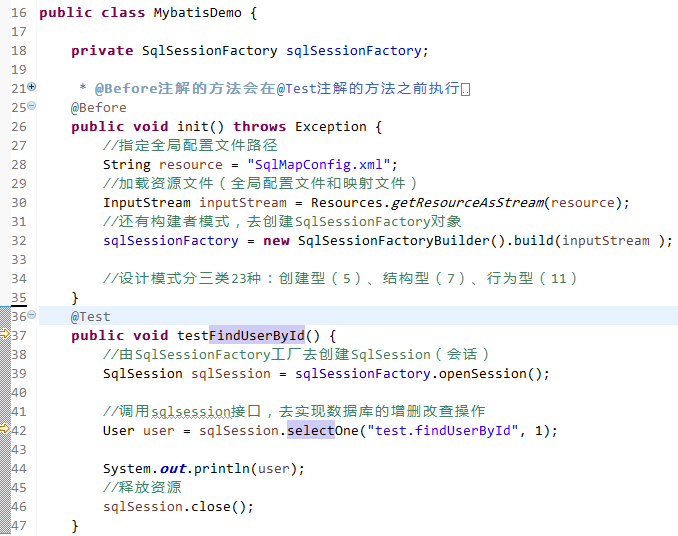 16 public class MybatisDemo {
17
18     private SqlSessionFactory sqlSessionFactory;
19
21      * @Before注解的方法会在@Test注解的方法之前执行
25     @Before
26     public void init() throws Exception {
27         //指定全局配置文件路径
28         String resource = "SqlMapConfig.xml";
29         //加载资源文件（全局配置文件和映射文件）
30         InputStream inputStream = Resources.getResourceAsStream(resource);
31         //还有构建者模式，去创建SqlSessionFactory对象
32         sqlSessionFactory = new SqlSessionFactoryBuilder().build(inputStream );
33
34         //设计模式分三类23种：创建型（5）、结构型（7）、行为型（11）
35     }
36     @Test
37     public void testFindUserById() {
38         //由SqlSessionFactory工厂去创建SqlSession（会话）
39         SqlSession sqlSession = sqlSessionFactory.openSession();
40
41         //调用sqlsession接口，去实现数据库的增删改查操作
42         User user = sqlSession.selectOne("test.findUserById", 1);
43
44         System.out.println(user);
45         //释放资源
46         sqlSession.close();
47     }